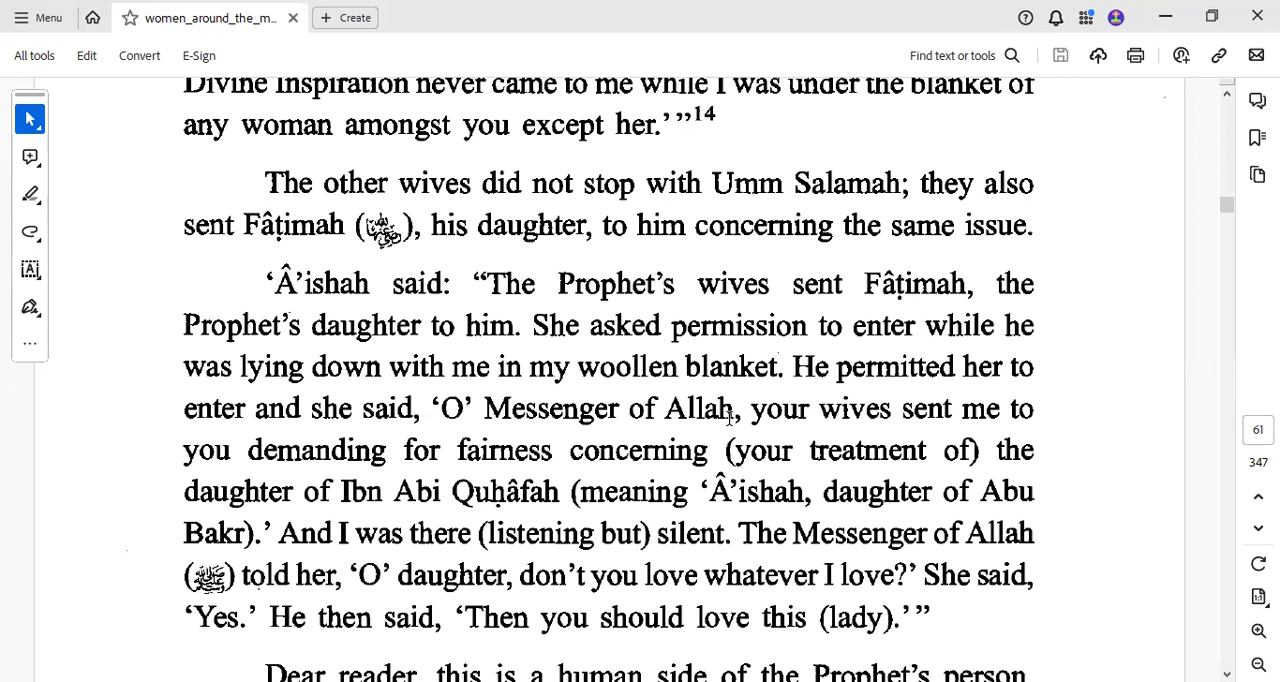 Menu
women_around_the_m...
Create
All tools Edit Convert E-Sign
Find text or tools
Divine Inspiration never came to me while I was under the blanket of
any woman amongst you except her.’”14
The other wives did not stop with Umm Salamah; they also
sent Fâṭimah (), his daughter, to him concerning the same issue.
‘Â’ishah said: “The Prophet’s wives sent Fâṭimah, the
Prophet’s daughter to him. She asked permission to enter while he
was lying down with me in my woollen blanket. He permitted her to
enter and she said, ‘O’ Messenger of Allah, your wives sent me to
you demanding for fairness concerning (your treatment of) the
daughter of Ibn Abi Quḥâfah (meaning ‘Â’ishah, daughter of Abu
Bakr).’ And I was there (listening but) silent. The Messenger of Allah
(ﷺ) told her, ‘O’ daughter, don’t you love whatever I love?’ She said,
‘Yes.’ He then said, ‘Then you should love this (lady).’”
Dear reader, this is a human side of the Prophet’s person,
61
347